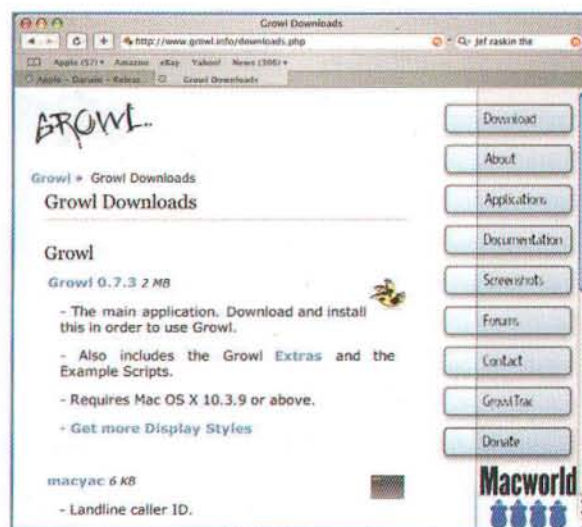 Growl Downloads
http://www.growl.info/downloads.php
Q- jef raskin the
Apple (57) Amazon eBay Yahoo! News (306)
Apple - Darwin -
Growl Downloads
GROWL
Growl » Growl Downloads
Growl Downloads
Growl
Growl 0.7.3 2 MB
- The main application. Download and install
this in order to use Growl.
- Also includes the Growl Extras and the
Example Scripts.
- Requires Mac OS X 10.3.9 or above.
- Get more Display Styles
macyac 6 KB
- Landline caller ID.
Download
About
Applications
Documentation
Screenshots
Forums
Contact
GrowlTrac
Donate
Macworld